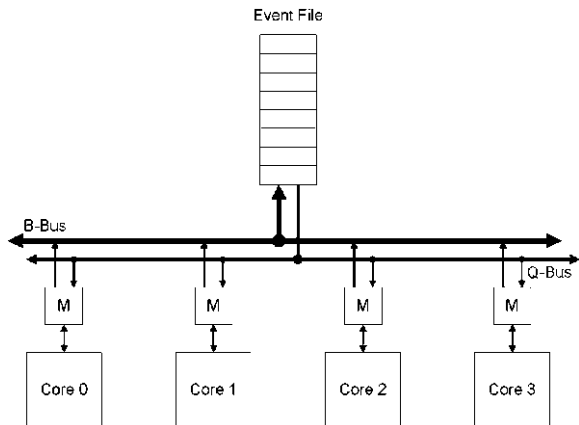 Event File
B-Bus
Q-Bus
M M M M
Core 0 Core 1 Core 2 Core 3